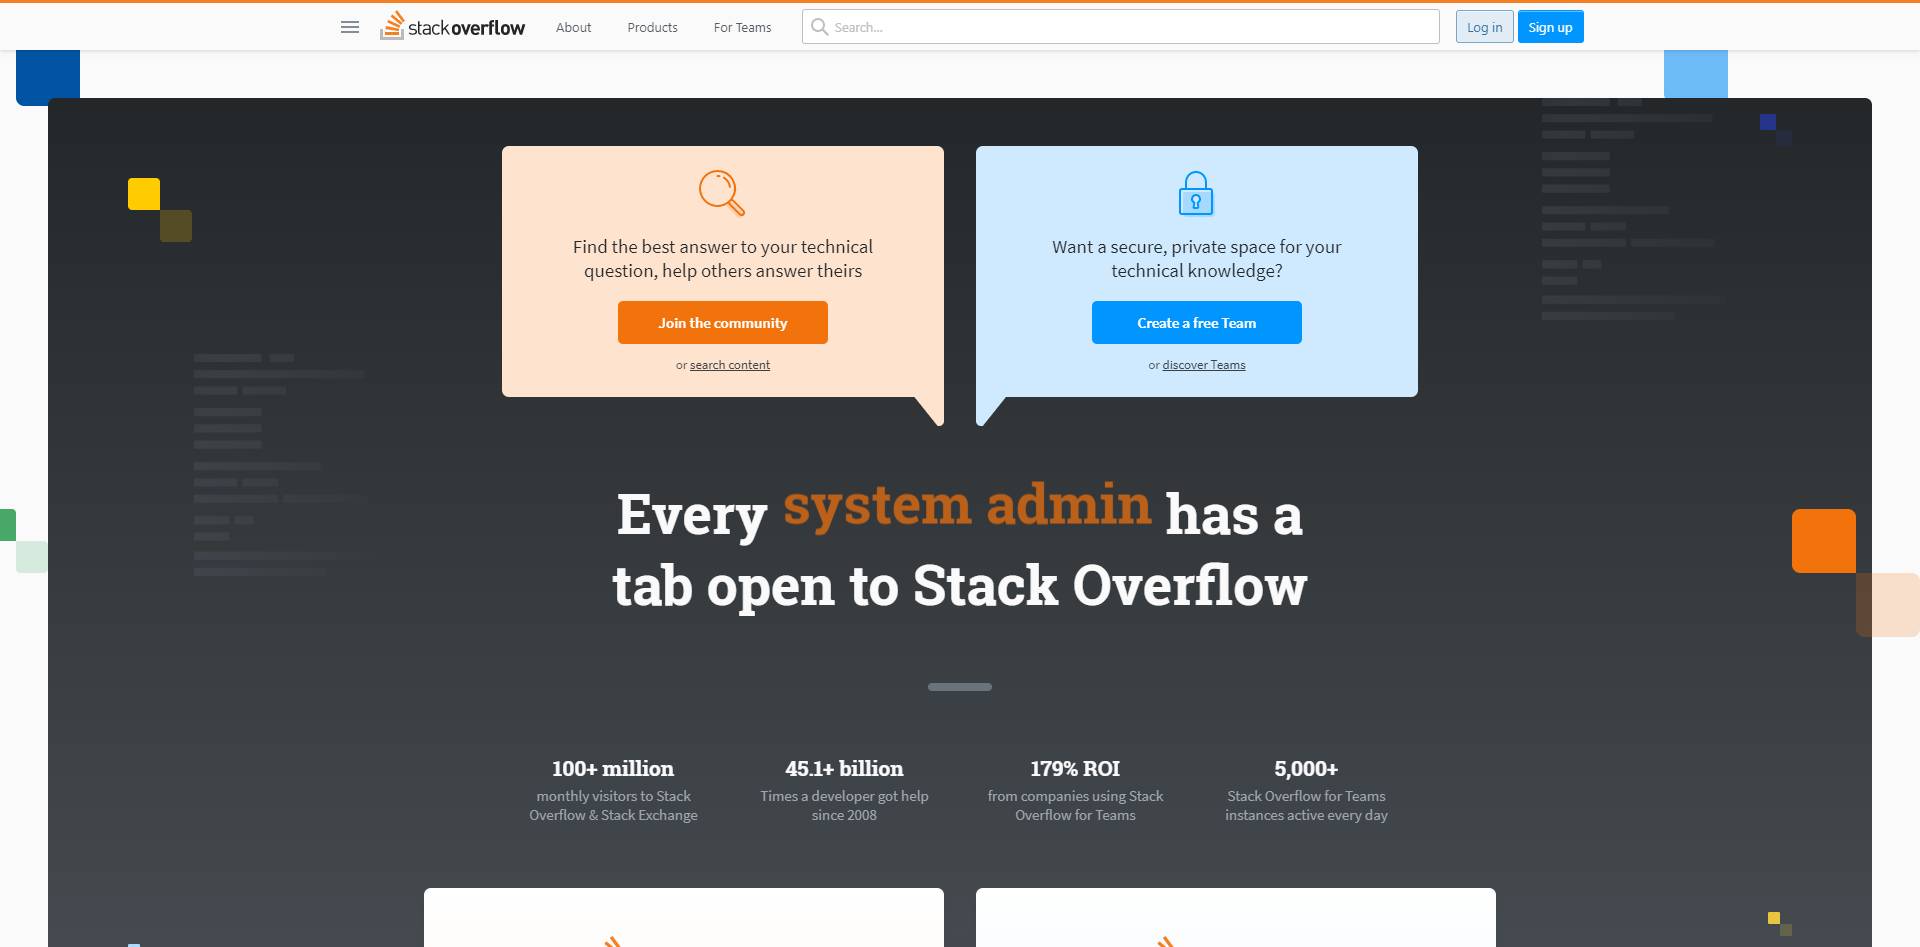 stackoverflow
About
Products
For Teams
Search...
Log in
Sign up
Find the best answer to your technical
question, help others answer theirs
Join the community
or search content
Want a secure, private space for your
technical knowledge?
Create a free Team
or discover Teams
Every system admin has a
tab open to Stack Overflow
100+ million
monthly visitors to Stack
Overflow & Stack Exchange
45.1+ billion
Times a developer got help
since 2008
179% ROI
from companies using Stack
Overflow for Teams
5,000+
Stack Overflow for Teams
instances active every day